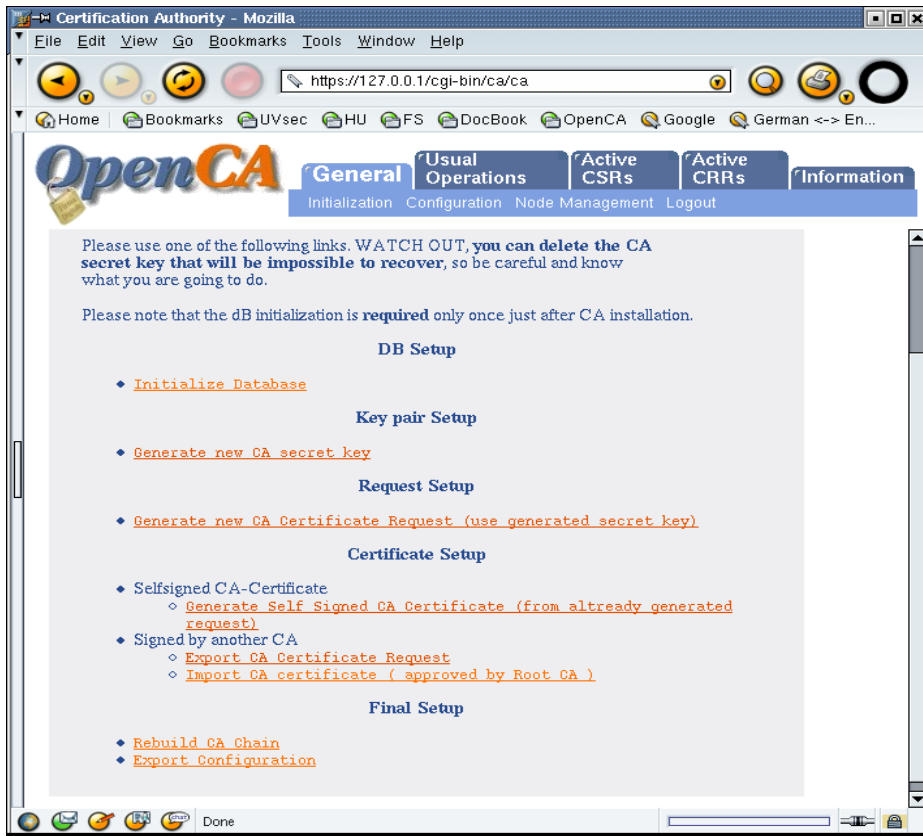 Certification Authority - Mozilla
File Edit View Go Bookmarks Tools Window Help
https://127.0.0.1/cgi-bin/ca/ca
Home Bookmarks UVsec HU FS DocBook OpenCA Google German <-> En...
OpenCA
General
Usual Operations
Active CSRs
Active CRRs
Information
Initialization Configuration Node Management Logout
Please use one of the following links. WATCH OUT, you can delete the CA
secret key that will be impossible to recover, so be careful and know
what you are going to do.
Please note that the dB initialization is required only once just after CA installation.
DB Setup
Initialize Database
Key pair Setup
Generate new CA secret key
Request Setup
Generate new CA Certificate Request (use generated secret key)
Certificate Setup
Selfsigned CA-Certificate
Generate Self Signed CA Certificate (from altready generated
request)
Signed by another CA
Export CA Certificate Request
Import CA certificate ( approved by Root CA )
Final Setup
Rebuild CA Chain
Export Configuration
Done